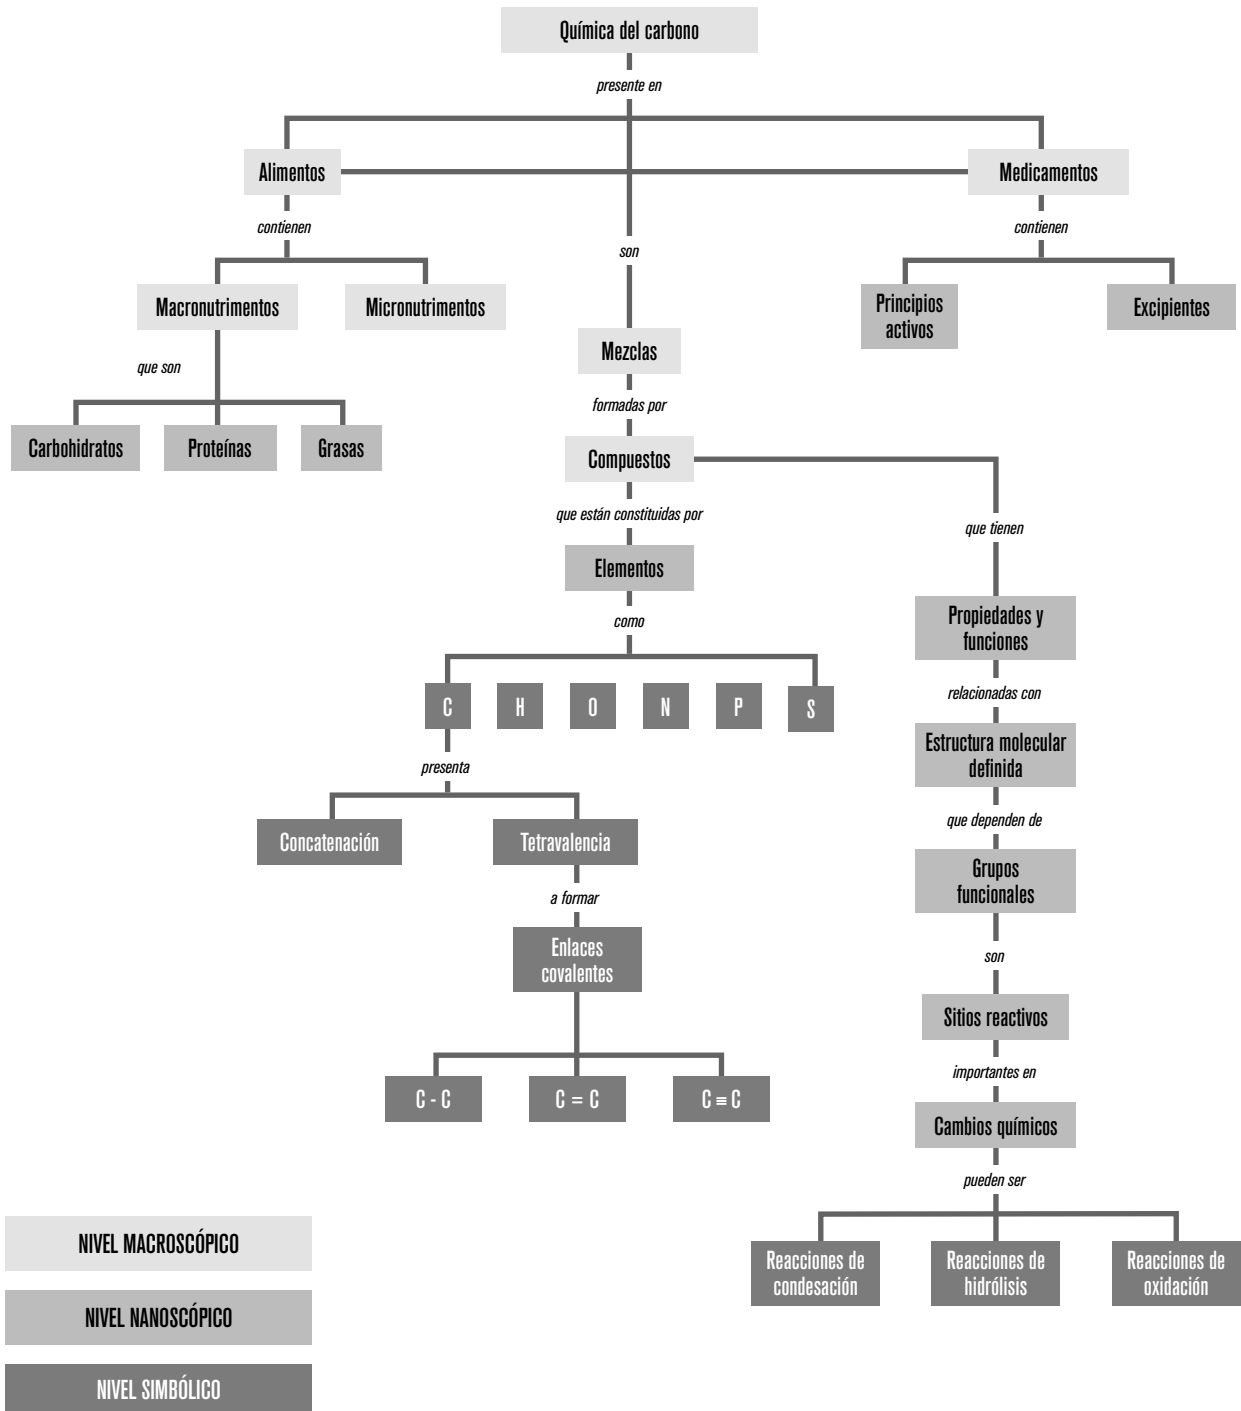 Química del carbono
presente en
Alimentos
Medicamentos
contienen
contienen
son
Macronutrimentos
Micronutrimentos
Principios
activos
Excipientes
Mezclas
que son
formadas por
Carbohidratos
Proteínas
Grasas
Compuestos
que están constituidas por
que tienen
Elementos
como
Propiedades y
funciones
relacionadas con
C
H
O
N
P
S
Estructura molecular
definida
presenta
que dependen de
Concatenación
Tetravalencia
Grupos
funcionales
a formar
Enlaces
covalentes
son
Sitios reactivos
importantes en
C - C
C = C
C ≡ C
Cambios químicos
pueden ser
Reacciones de
condesación
Reacciones de
hidrólisis
Reacciones de
oxidación
NIVEL MACROSCÓPICO
NIVEL NANOSCÓPICO
NIVEL SIMBÓLICO